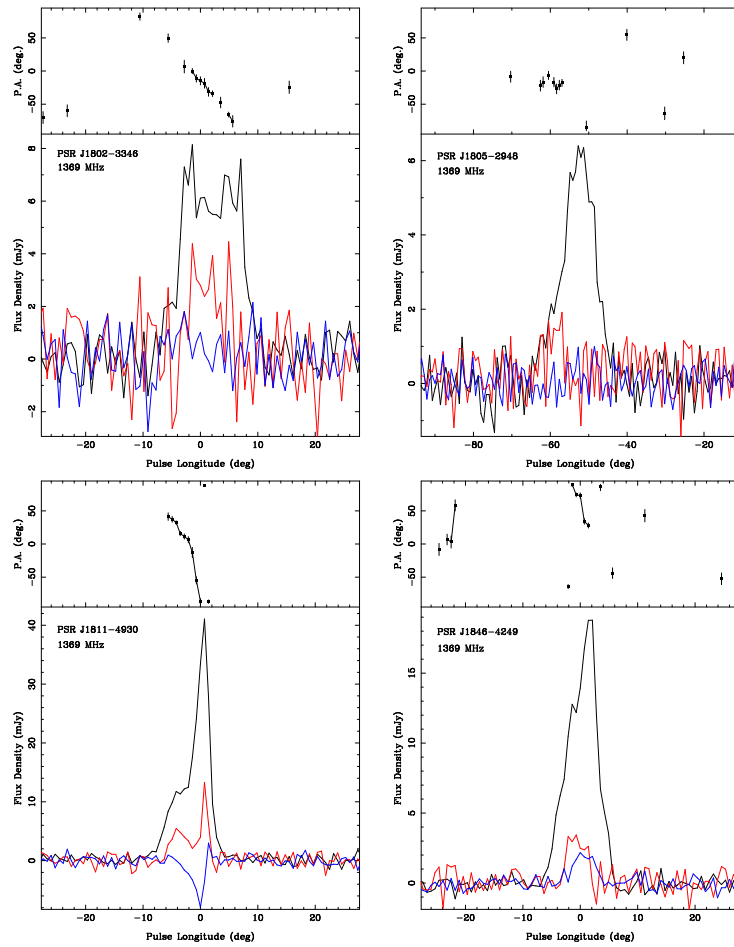 P.A. (deg.)
50
0
−50
PSR J1802−3346
1369 MHz
Flux Density (mJy)
8
6
4
2
0
−2
−20
−10
0
10
20
Pulse Longitude (deg)
P.A. (deg.)
50
0
−50
PSR J1805−2948
1369 MHz
Flux Density (mJy)
6
4
2
0
−80
−60
−40
−20
Pulse Longitude (deg)
P.A. (deg.)
50
0
−50
PSR J1811−4930
1369 MHz
Flux Density (mJy)
40
30
20
10
0
−20
−10
0
10
20
Pulse Longitude (deg)
P.A. (deg.)
50
0
−50
PSR J1846−4249
1369 MHz
Flux Density (mJy)
15
10
5
0
−20
−10
0
10
20
Pulse Longitude (deg)